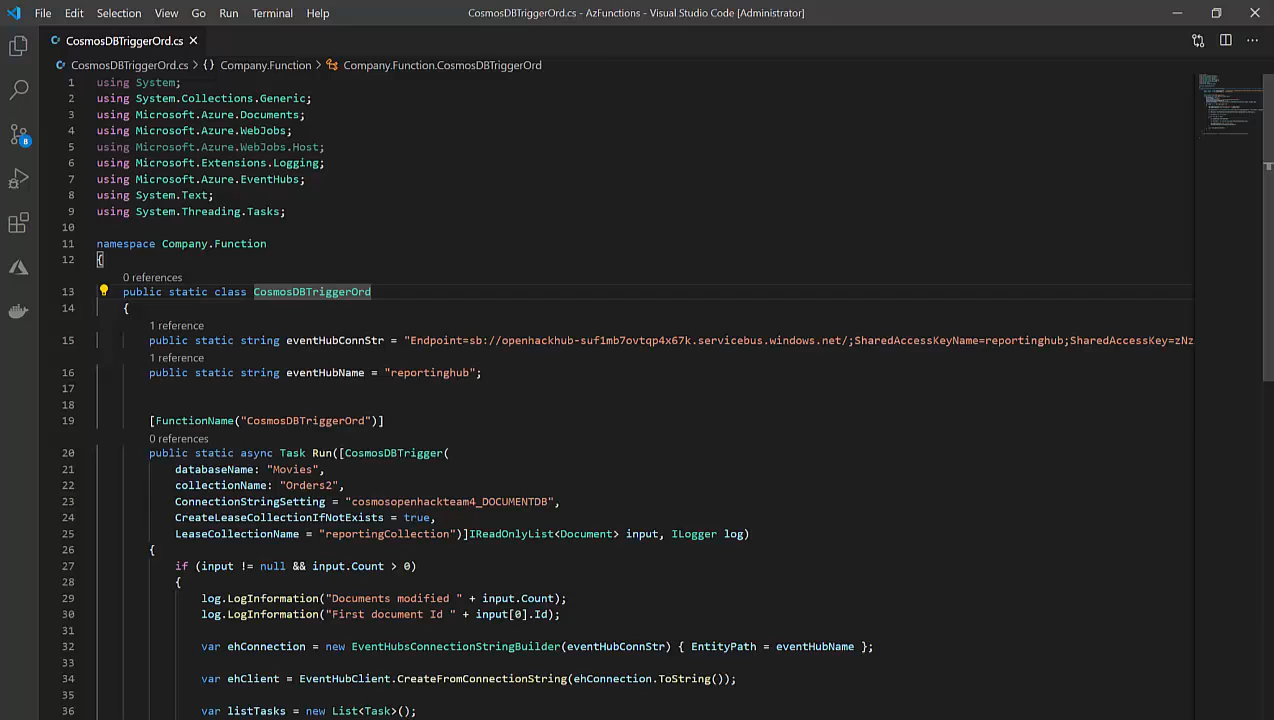 File Edit Selection View Go Run Terminal Help CosmosDBTriggerOrd.cs - AzFunctions - Visual Studio Code [Administrator]
CosmosDBTriggerOrd.cs
CosmosDBTriggerOrd.cs > {} Company.Function > Company.Function.CosmosDBTriggerOrd
1 using System;
2 using System.Collections.Generic;
3 using Microsoft.Azure.Documents;
4 using Microsoft.Azure.WebJobs;
5 using Microsoft.Azure.WebJobs.Host;
6 using Microsoft.Extensions.Logging;
7 using Microsoft.Azure.EventHubs;
8 using System.Text;
9 using System.Threading.Tasks;
10
11 namespace Company.Function
12 {
0 references
13 public static class CosmosDBTriggerOrd
14 {
1 reference
15 public static string eventHubConnStr = "Endpoint=sb://openhackhub-suf1mb7ovtqp4x67k.servicebus.windows.net/;SharedAccessKeyName=reportinghub;SharedAccessKey=zNz
1 reference
16 public static string eventHubName = "reportinghub";
17
18
19 [FunctionName("CosmosDBTriggerOrd")]
0 references
20 public static async Task Run([CosmosDBTrigger(
21 databaseName: "Movies",
22 collectionName: "Orders2",
23 ConnectionStringSetting = "cosmosopenhackteam4_DOCUMENTDB",
24 CreateLeaseCollectionIfNotExists = true,
25 LeaseCollectionName = "reportingCollection")]IReadOnlyList<Document> input, ILogger log)
26 {
27 if (input != null && input.Count > 0)
28 {
29 log.LogInformation("Documents modified " + input.Count);
30 log.LogInformation("First document Id " + input[0].Id);
31
32 var ehConnection = new EventHubsConnectionStringBuilder(eventHubConnStr) { EntityPath = eventHubName };
33
34 var ehClient = EventHubClient.CreateFromConnectionString(ehConnection.ToString());
35
36 var listTasks = new List<Task>();
8